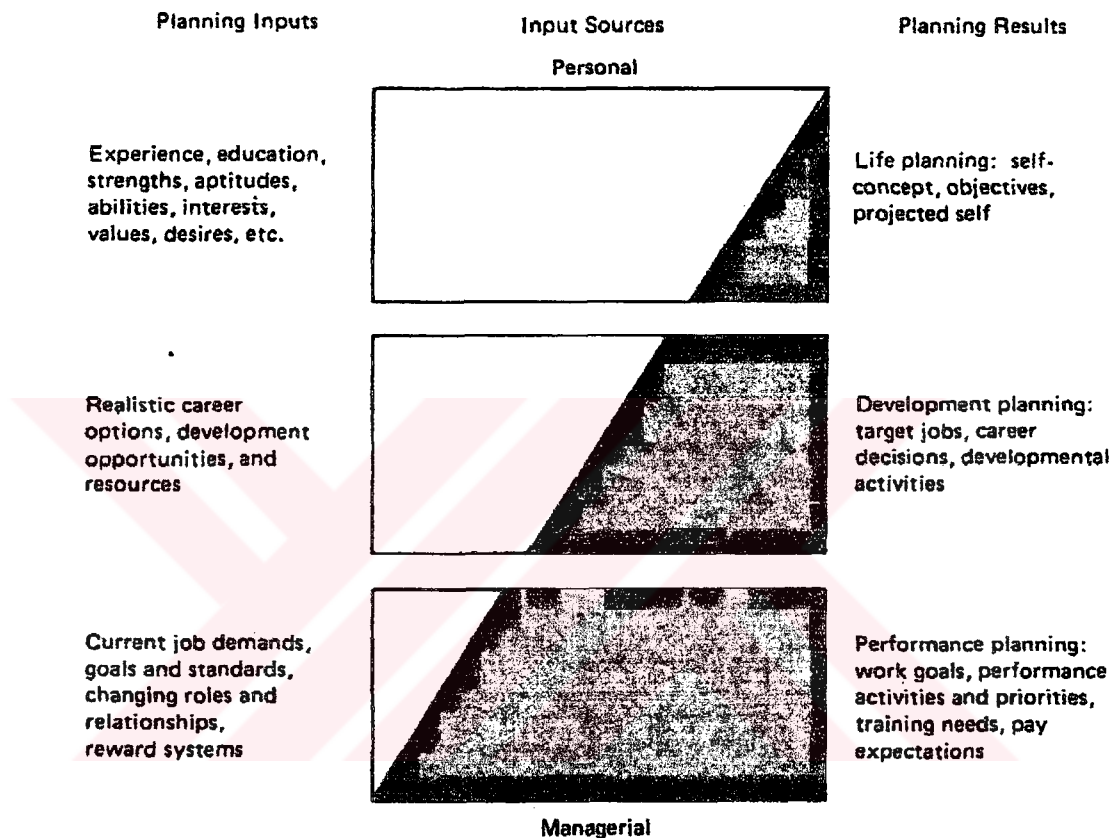 Planning Inputs
Input Sources
Planning Results
Personal
Experience, education,
strengths, aptitudes,
abilities, interests,
values, desires, etc.
Life planning: self-
concept, objectives,
projected self
Realistic career
options, development
opportunities, and
resources
Development planning:
target jobs, career
decisions, developmental
activities
Current job demands,
goals and standards,
changing roles and
relationships,
reward systems
Performance planning:
work goals, performance
activities and priorities,
training needs, pay
expectations
Managerial